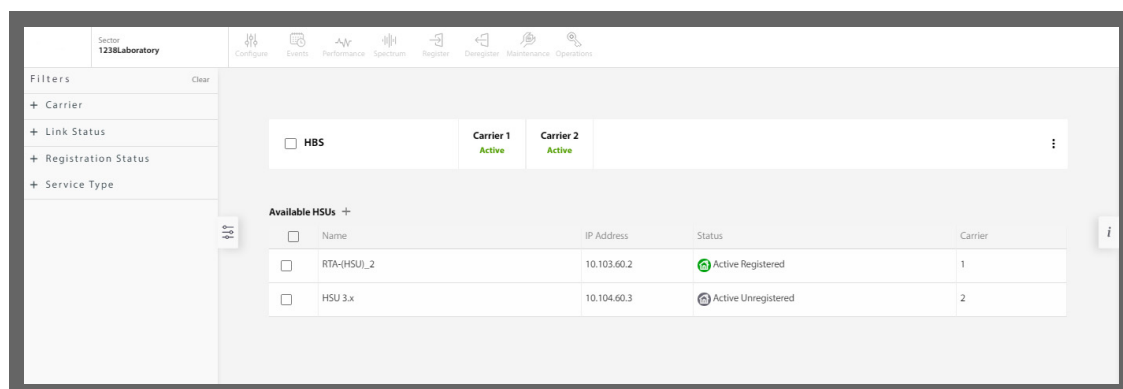 Sector
1238Laboratory
Configure Events Performance Spectrum Register Deregister Maintenance Operations
Filters Clear
+ Carrier
+ Link Status
+ Registration Status
+ Service Type
HBS Carrier 1 Carrier 2
Active Active
Available HSUs +
Name IP Address Status Carrier
RTA-(HSU)_2 10.103.60.2 Active Registered 1
HSU 3.x 10.104.60.3 Active Unregistered 2
i